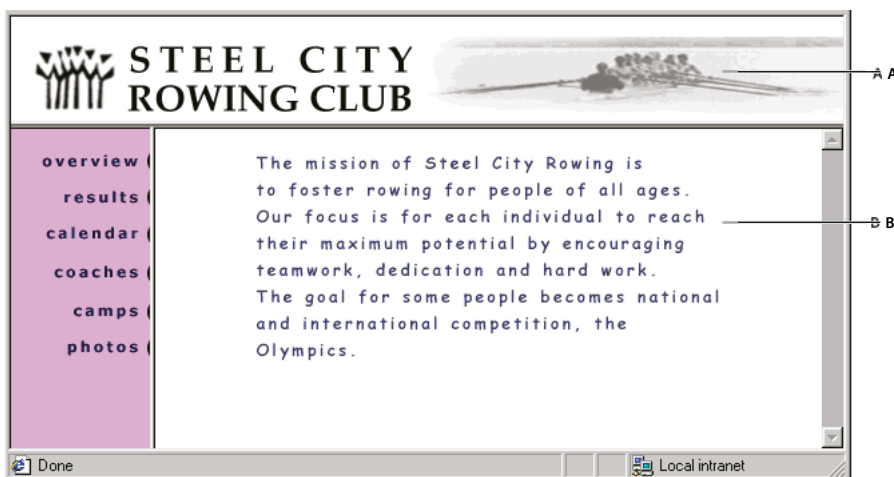 STEEL CITY
ROWING CLUB
A A
overview
results
calendar
coaches
camps
photos
The mission of Steel City Rowing is
to foster rowing for people of all ages.
Our focus is for each individual to reach
their maximum potential by encouraging
teamwork, dedication and hard work.
The goal for some people becomes national
and international competition, the
Olympics.
B B
Done
Local intranet